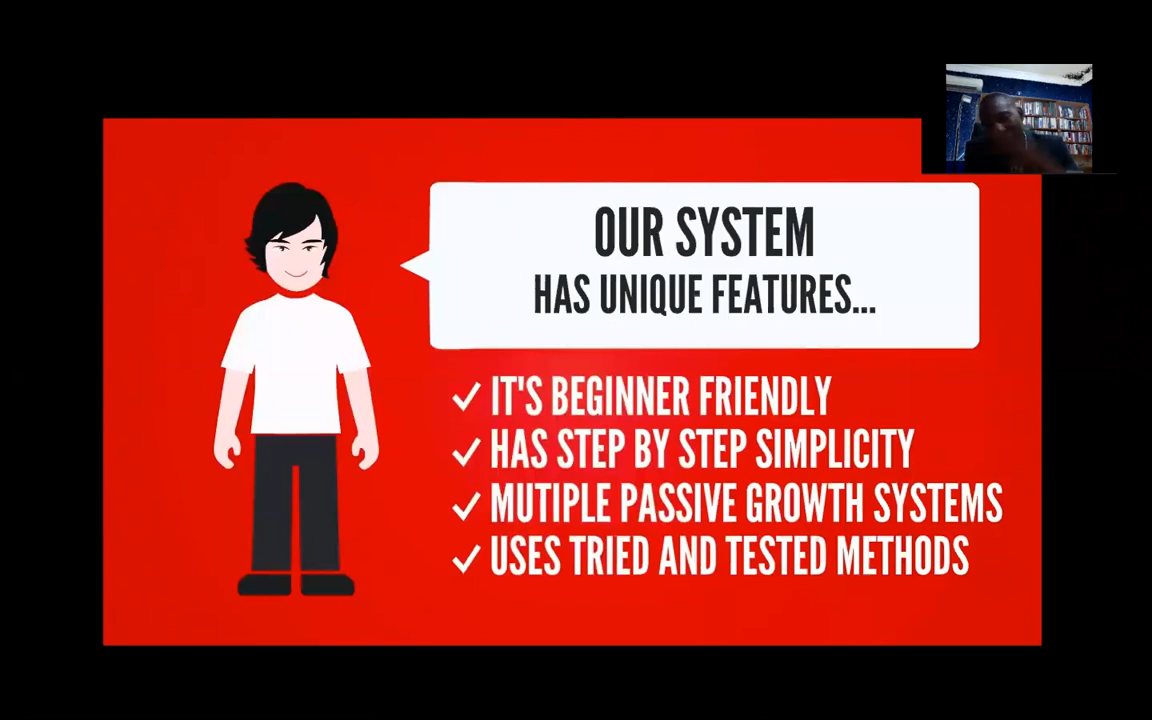 OUR SYSTEM
HAS UNIQUE FEATURES...
IT'S BEGINNER FRIENDLY
HAS STEP BY STEP SIMPLICITY
MUTIPLE PASSIVE GROWTH SYSTEMS
USES TRIED AND TESTED METHODS